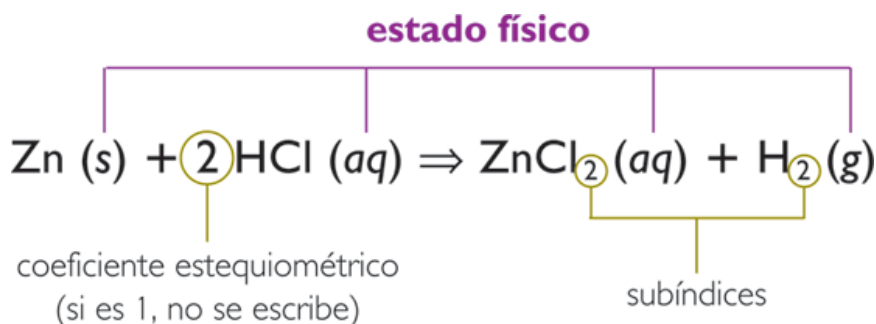 estado físico
Zn (s) + 2 HCl (aq) ⇒ ZnCl₂ (aq) + H₂ (g)
coeficiente estequiométrico
(si es 1, no se escribe)
subíndices